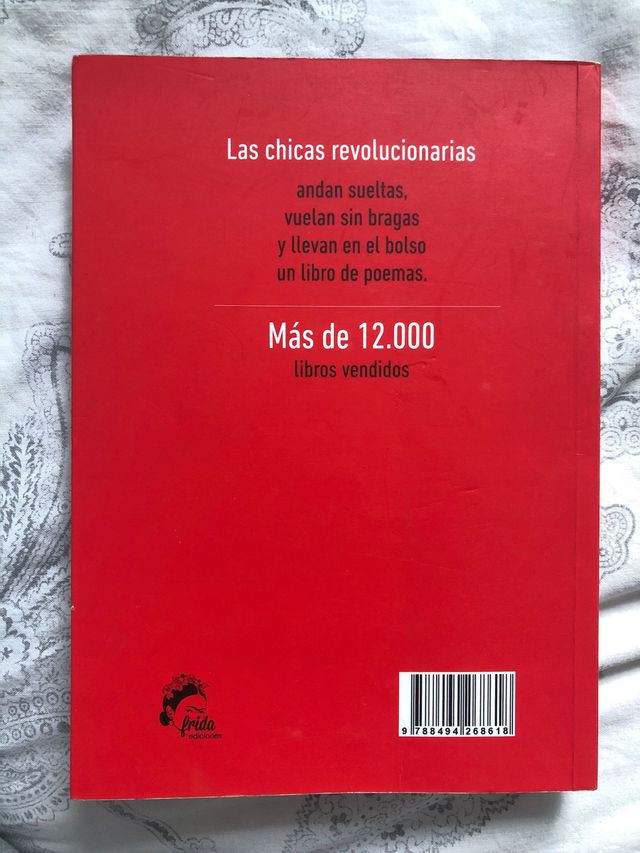 Las chicas revolucionarias
andan sueltas,
vuelan sin bragas
y llevan en el bolso
un libro de poemas.
Más de 12.000
libros vendidos
frida
ediciones
9 788494 268618